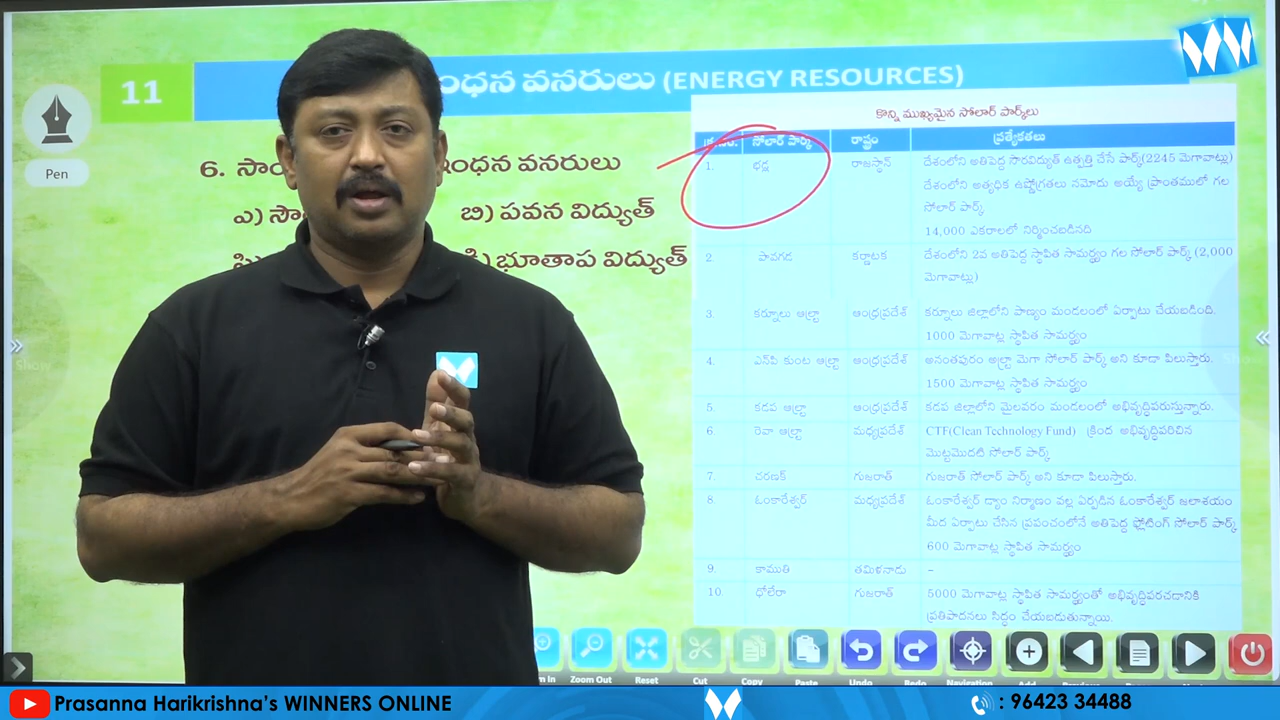 11
ంధన వనరులు (ENERGY RESOURCES)
Pen
6. సాం ంధన వనరులు
ఎ) సౌ బి) పవన విద్యుత్
భూతాప విద్యుత్
కొన్ని ముఖ్యమైన సోలార్ పార్క్‌లు
క్ర.సం. సోలార్ పార్క్ రాష్ట్రం ప్రత్యేకతలు
1. భడ్ల రాజస్థాన్ దేశంలోని అతిపెద్ద సౌరవిద్యుత్ ఉత్పత్తి చేసే పార్క్(2245 మెగావాట్లు)
దేశంలోని అత్యధిక ఉష్ణోగ్రతలు నమోదు అయ్యే ప్రాంతములో గల
సోలార్ పార్క్
14,000 ఎకరాలలో నిర్మించబడినది
2. పావగడ కర్ణాటక దేశంలోని 2వ అతిపెద్ద స్థాపిత సామర్థ్యం గల సోలార్ పార్క్ (2,000
మెగావాట్లు)
3. కర్నూలు ఆల్ట్రా ఆంధ్రప్రదేశ్ కర్నూలు జిల్లాలోని పాణ్యం మండలంలో ఏర్పాటు చేయబడింది.
1000 మెగావాట్ల స్థాపిత సామర్థ్యం
4. ఎన్‌పి కుంట ఆల్ట్రా ఆంధ్రప్రదేశ్ అనంతపురం అల్ట్రా మెగా సోలార్ పార్క్ అని కూడా పిలుస్తారు.
1500 మెగావాట్ల స్థాపిత సామర్థ్యం
5. కడప ఆల్ట్రా ఆంధ్రప్రదేశ్ కడప జిల్లాలోని మైలవరం మండలంలో అభివృద్ధిపరుస్తున్నారు.
6 రెవా ఆల్ట్రా మధ్యప్రదేశ్ CTF(Clean Technology Fund) క్రింద అభివృద్ధిపరిచిన
మొట్టమొదటి సోలార్ పార్క్
7. చరణక్ గుజరాత్ గుజరాత్ సోలార్ పార్క్ అని కూడా పిలుస్తారు.
8 ఓంకారేశ్వర్ మధ్యప్రదేశ్ ఓంకారేశ్వర్ డ్యాం నిర్మాణం వల్ల ఏర్పడిన ఓంకారేశ్వర్ జలాశయం
మీద ఏర్పాటు చేసిన ప్రపంచంలోనే అతిపెద్ద ఫ్లోటింగ్ సోలార్ పార్క్
600 మెగావాట్ల స్థాపిత సామర్థ్యం
9. కాముతి తమిళనాడు –
10. ధోలేరా గుజరాత్ 5000 మెగావాట్ల స్థాపిత సామర్థ్యంతో అభివృద్ధిపరచడానికి
ప్రతిపాదనలు సిద్ధం చేయబడుతున్నాయి.
Show
Zoom Out Reset Cut Copy Paste Undo Redo Navigation Add
Prasanna Harikrishna's WINNERS ONLINE
: 96423 34488